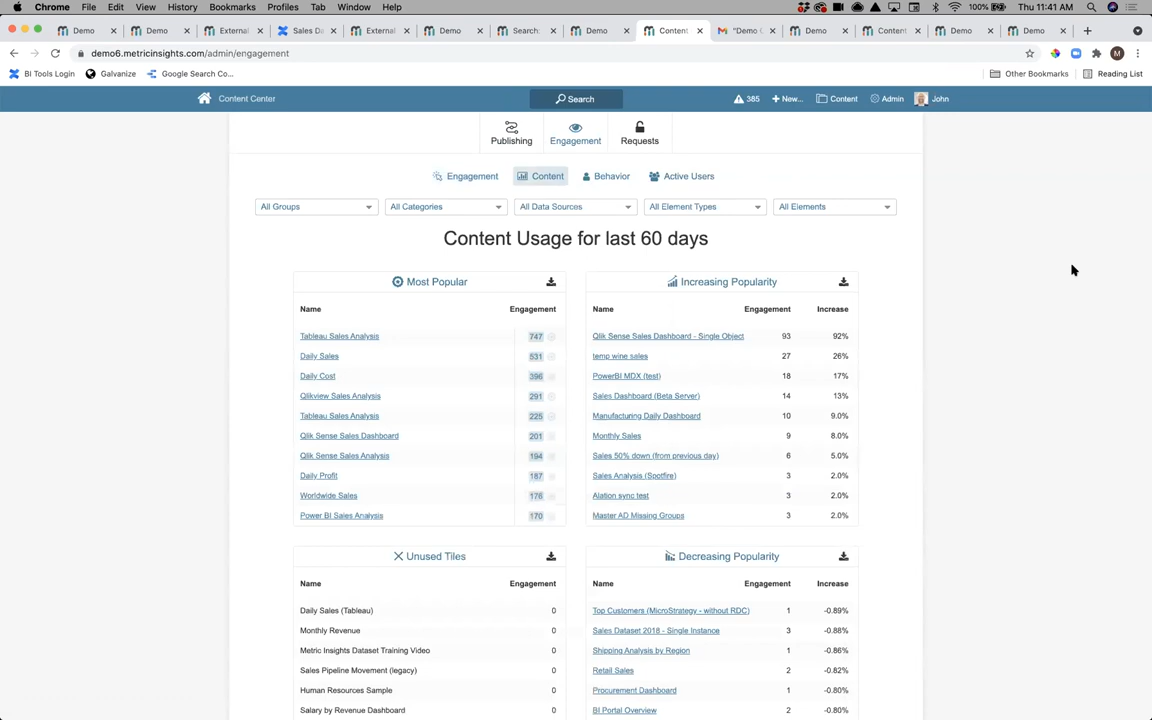 Chrome File Edit View History Bookmarks Profiles Tab Window Help 100% Thu 11:41 AM
Demo Demo External Sales Da External Demo Search: Demo Content "Demo C Demo Content Demo Demo
demo6.metricinsights.com/admin/engagement M
BI Tools Login Galvanize Google Search Co... Other Bookmarks Reading List
Content Center Search 385 New... Content Admin John
Publishing Engagement Requests
Engagement Content Behavior Active Users
All Groups All Categories All Data Sources All Element Types All Elements
Content Usage for last 60 days
Most Popular
Name Engagement
Tableau Sales Analysis 747
Daily Sales 531
Daily Cost 396
Qlikview Sales Analysis 291
Tableau Sales Analysis 225
Qlik Sense Sales Dashboard 201
Qlik Sense Sales Analysis 194
Daily Profit 187
Worldwide Sales 176
Power BI Sales Analysis 170
Increasing Popularity
Name Engagement Increase
Qlik Sense Sales Dashboard - Single Object 93 92%
temp wine sales 27 26%
PowerBI MDX (test) 18 17%
Sales Dashboard (Beta Server) 14 13%
Manufacturing Daily Dashboard 10 9.0%
Monthly Sales 9 8.0%
Sales 50% down (from previous day) 6 5.0%
Sales Analysis (Spotfire) 3 2.0%
Alation sync test 3 2.0%
Master AD Missing Groups 3 2.0%
Unused Tiles
Name Engagement
Daily Sales (Tableau) 0
Monthly Revenue 0
Metric Insights Dataset Training Video 0
Sales Pipeline Movement (legacy) 0
Human Resources Sample 0
Salary by Revenue Dashboard 0
Decreasing Popularity
Name Engagement Increase
Top Customers (MicroStrategy - without RDC) 1 -0.89%
Sales Dataset 2018 - Single Instance 3 -0.88%
Shipping Analysis by Region 1 -0.86%
Retail Sales 2 -0.82%
Procurement Dashboard 1 -0.80%
BI Portal Overview 2 -0.80%